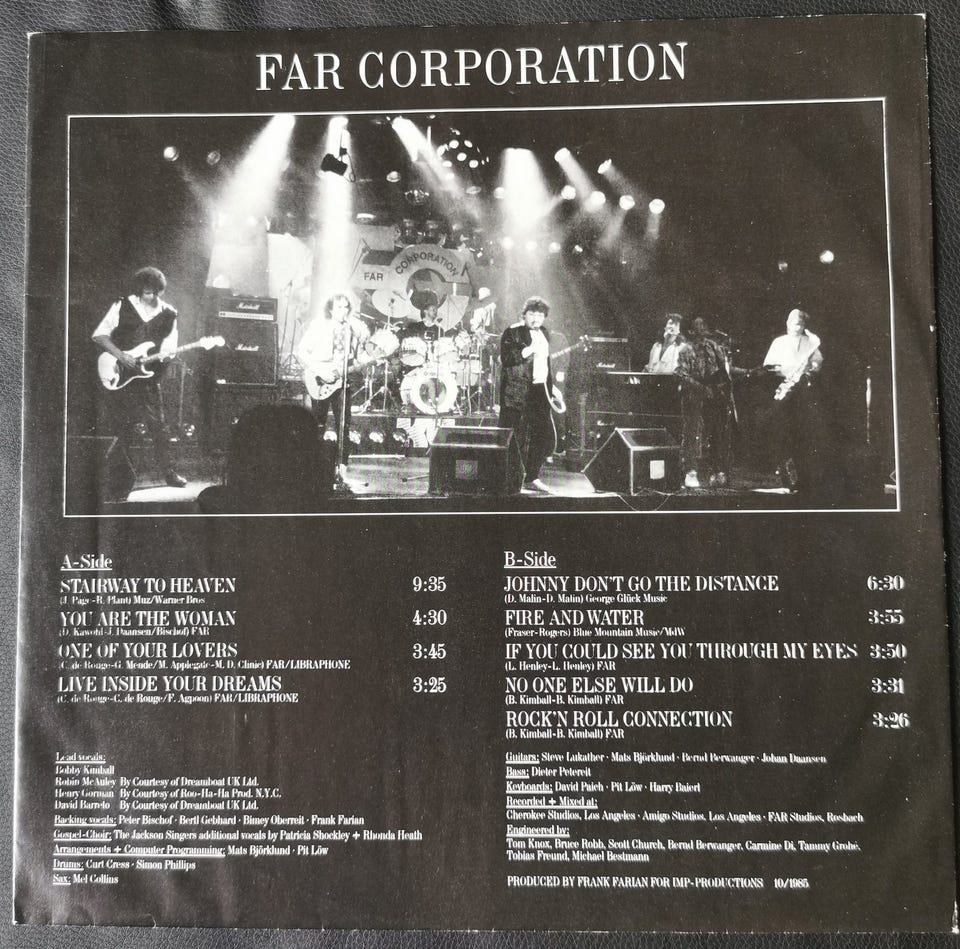 FAR CORPORATION
FAR CORPORATION
Marshall
Marshall
A-Side
STAIRWAY TO HEAVEN 9:35
(J. Page-R. Plant) Muz/Warner Bros
YOU ARE THE WOMAN 4:30
(D. Kawohl-J. Daansen/Bischof) FAR
ONE OF YOUR LOVERS 3:45
(C. de Rouge-G. Mende/M. Applegate-M. D. Clinic) FAR/LIBRAPHONE
LIVE INSIDE YOUR DREAMS 3:25
(C. de Rouge-C. de Rouge/F. Agpoon) FAR/LIBRAPHONE
Lead vocals:
Bobby Kimball
Robin McAuley By Courtesy of Dreamboat UK Ltd.
Henry Gorman By Courtesy of Roo-Ha-Ha Prod. N.Y.C.
David Barreto By Courtesy of Dreamboat UK Ltd.
Backing vocals: Peter Bischof · Bertl Gebhard · Bimey Oberreit · Frank Farian
Gospel-Choir: The Jackson Singers additional vocals by Patricia Shockley + Rhonda Heath
Arrangements + Computer Programming: Mats Björklund · Pit Löw
Drums: Curt Cress · Simon Phillips
Sax: Mel Collins
B-Side
JOHNNY DON'T GO THE DISTANCE 6:30
(D. Malin-D. Malin) George Glück Music
FIRE AND WATER 3:55
(Fraser-Rogers) Blue Mountain Music/MdW
IF YOU COULD SEE YOU THROUGH MY EYES 3:50
(L. Henley-L. Henley) FAR
NO ONE ELSE WILL DO 3:31
(B. Kimball-B. Kimball) FAR
ROCK'N ROLL CONNECTION 3:26
(B. Kimball-B. Kimball) FAR
Guitars: Steve Lukather · Mats Björklund · Bernd Berwanger · Johan Daansen
Bass: Dieter Petereit
Keyboards: David Paich · Pit Löw · Harry Baierl
Recorded + Mixed at:
Cherokee Studios, Los Angeles · Amigo Studios, Los Angeles · FAR Studios, Rosbach
Engineered by:
Tom Knox, Bruce Robb, Scott Church, Bernd Berwanger, Carmine Di, Tammy Grohé,
Tobias Freund, Michael Bestmann
PRODUCED BY FRANK FARIAN FOR IMP-PRODUCTIONS 10/1985